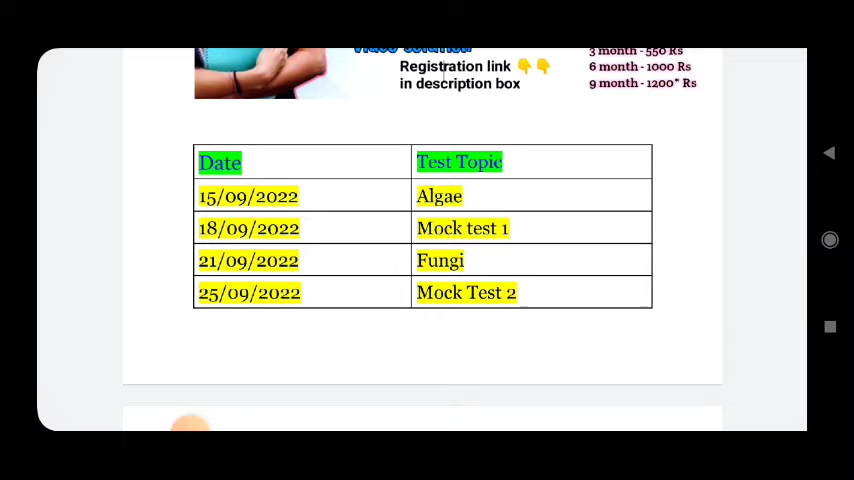 video solution
Registration link 👇👇
in description box
3 month - 550 Rs
6 month - 1000 Rs
9 month - 1200* Rs
Date Test Topic
15/09/2022 Algae
18/09/2022 Mock test 1
21/09/2022 Fungi
25/09/2022 Mock Test 2